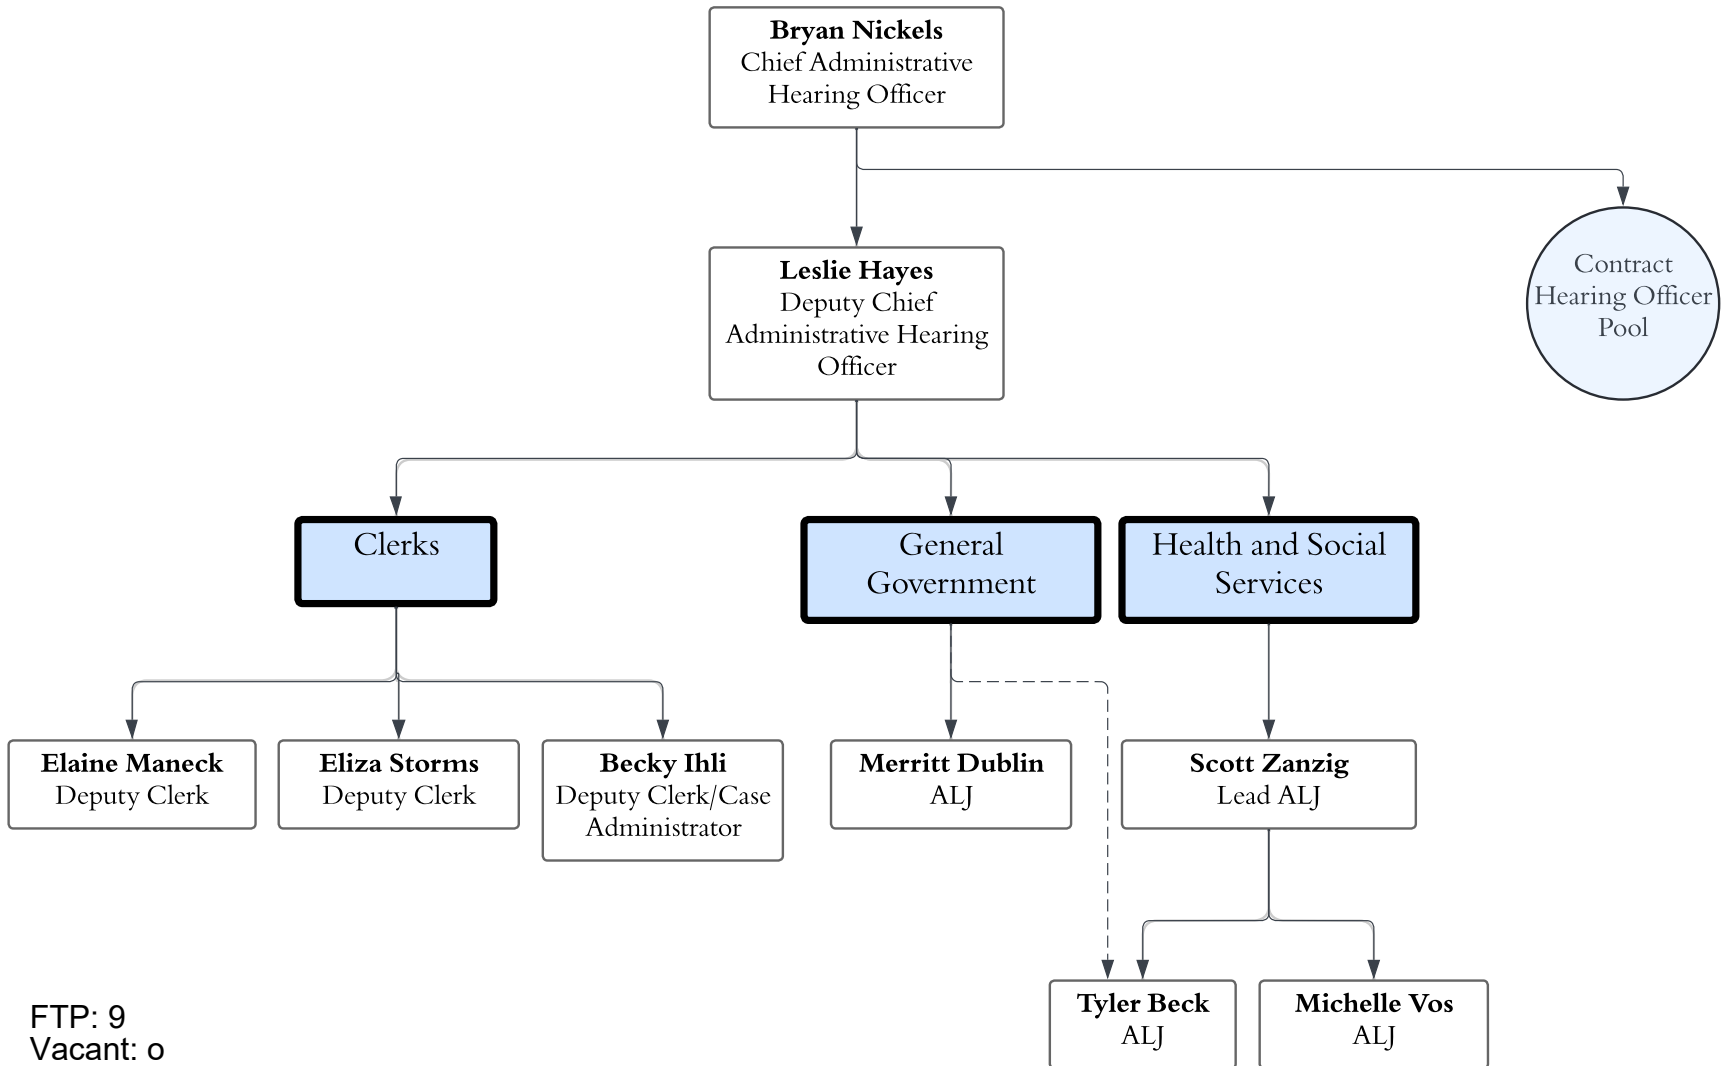 Bryan Nickels
Chief Administrative
Hearing Officer
Leslie Hayes
Deputy Chief
Administrative Hearing
Officer
Contract
Hearing Officer
Pool
Clerks
General
Government
Health and Social
Services
Elaine Maneck
Deputy Clerk
Eliza Storms
Deputy Clerk
Becky Ihli
Deputy Clerk/Case
Administrator
Merritt Dublin
ALJ
Scott Zanzig
Lead ALJ
Tyler Beck
ALJ
Michelle Vos
ALJ
FTP: 9
Vacant: o